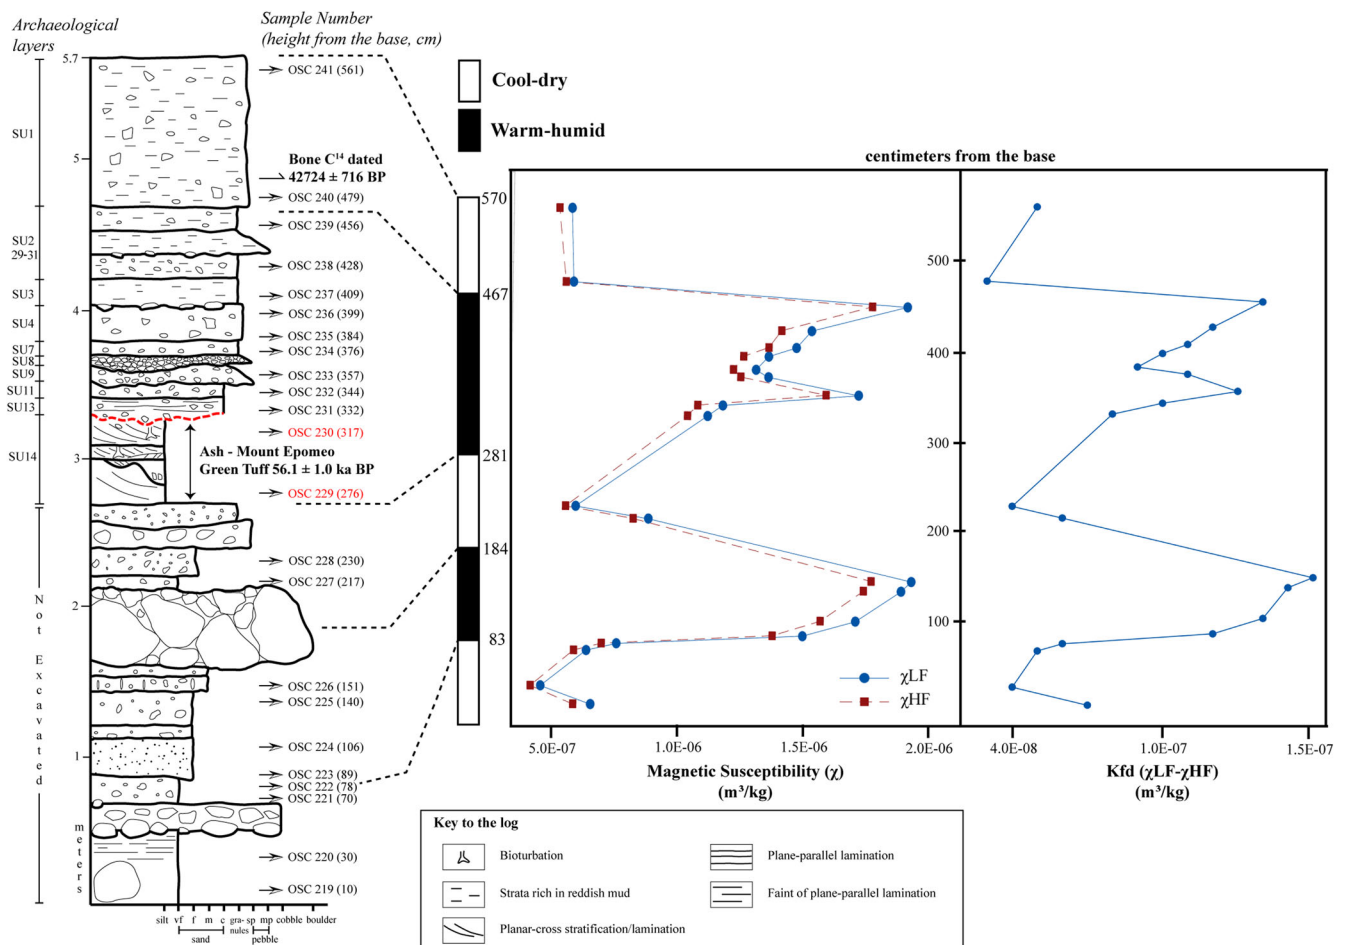 Archaeological
layers
Sample Number
(height from the base, cm)
5.7
5
4
3
2
1
SU1
SU2
29-31
SU3
SU4
SU7
SU8
SU9
SU11
SU13
SU14
Not Excavated
meters
OSC 241 (561)
Bone C¹⁴ dated
42724 ± 716 BP
OSC 240 (479)
OSC 239 (456)
OSC 238 (428)
OSC 237 (409)
OSC 236 (399)
OSC 235 (384)
OSC 234 (376)
OSC 233 (357)
OSC 232 (344)
OSC 231 (332)
OSC 230 (317)
Ash - Mount Epomeo
Green Tuff 56.1 ± 1.0 ka BP
OSC 229 (276)
OSC 228 (230)
OSC 227 (217)
OSC 226 (151)
OSC 225 (140)
OSC 224 (106)
OSC 223 (89)
OSC 222 (78)
OSC 221 (70)
OSC 220 (30)
OSC 219 (10)
silt vf f m c gra- sp mp cobble boulder
nules
sand
pebble
Cool-dry
Warm-humid
570
467
281
184
83
centimeters from the base
500
400
300
200
100
χLF
χHF
5.0E-07 1.0E-06 1.5E-06 2.0E-06
Magnetic Susceptibility (χ)
(m³/kg)
4.0E-08 1.0E-07 1.5E-07
Kfd (χLF-χHF)
(m³/kg)
Key to the log
Bioturbation
Plane-parallel lamination
Strata rich in reddish mud
Faint of plane-parallel lamination
Planar-cross stratification/lamination